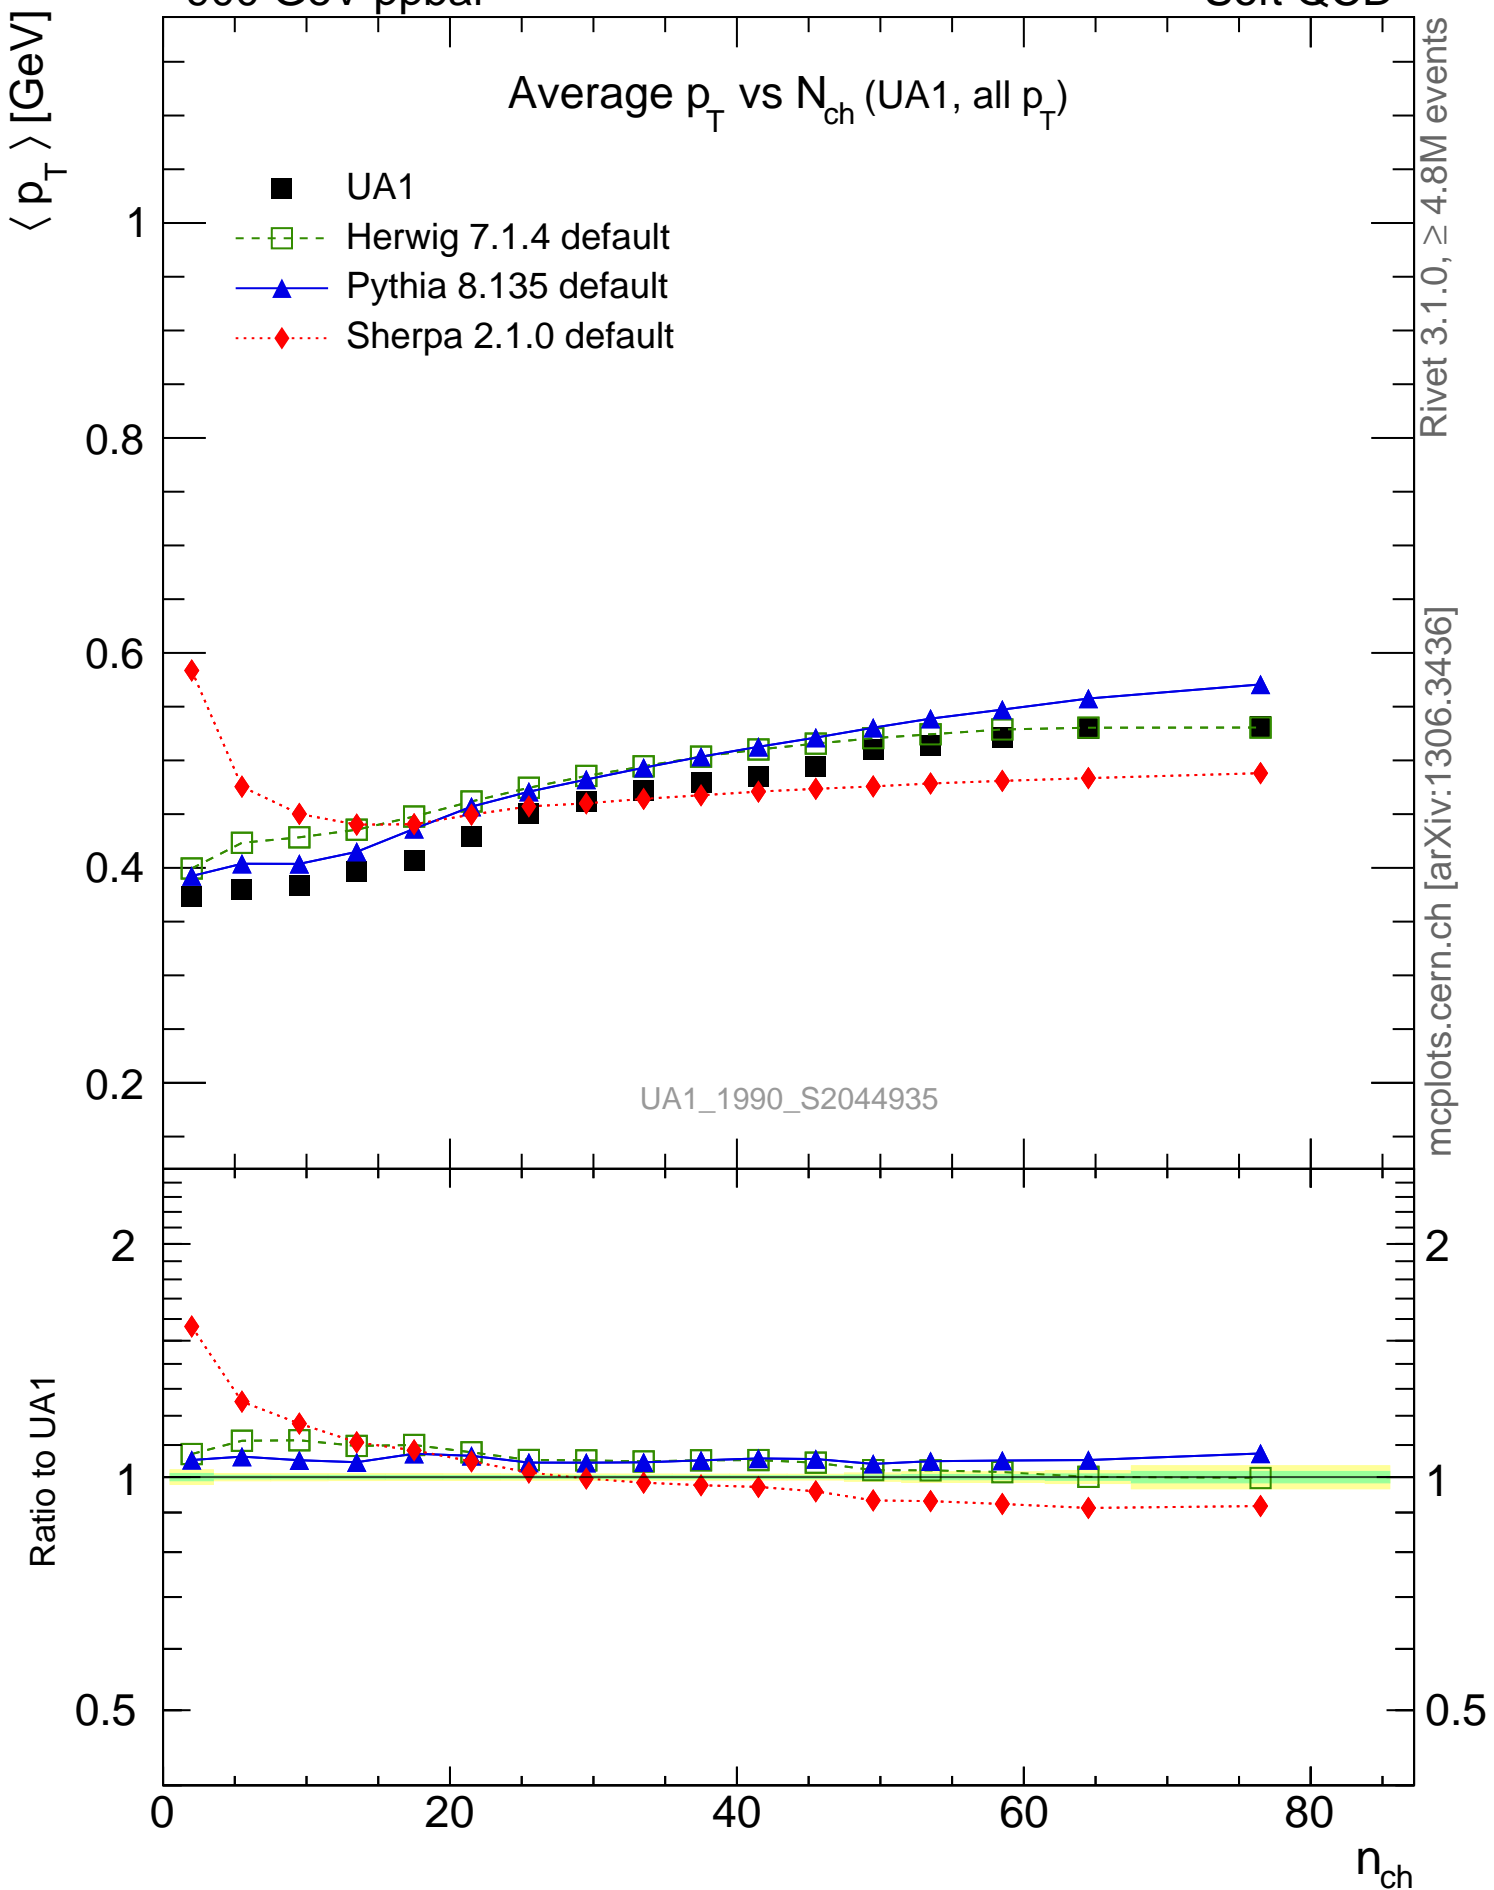 Average p_T vs N_ch (UA1, all p_T)
⟨ p_T ⟩ [GeV]
UA1
Herwig 7.1.4 default
Pythia 8.135 default
Sherpa 2.1.0 default
1
0.8
0.6
0.4
0.2
UA1_1990_S2044935
Rivet 3.1.0, ≥ 4.8M events
mcplots.cern.ch [arXiv:1306.3436]
Ratio to UA1
2
1
0.5
2
1
0.5
0 20 40 60 80
n_ch